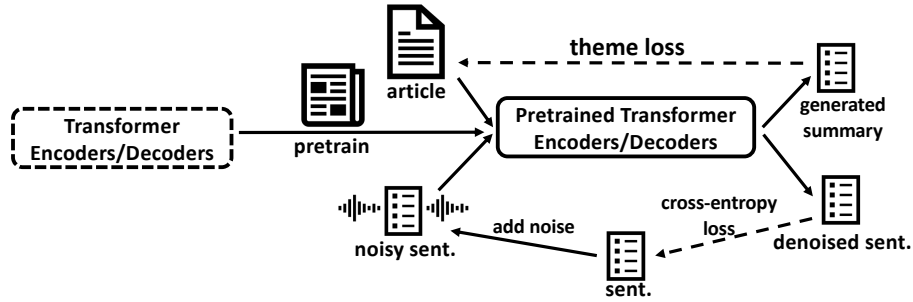 theme loss
article
generated
summary
Transformer
Encoders/Decoders
pretrain
Pretrained Transformer
Encoders/Decoders
noisy sent.
add noise
sent.
cross-entropy
loss
denoised sent.